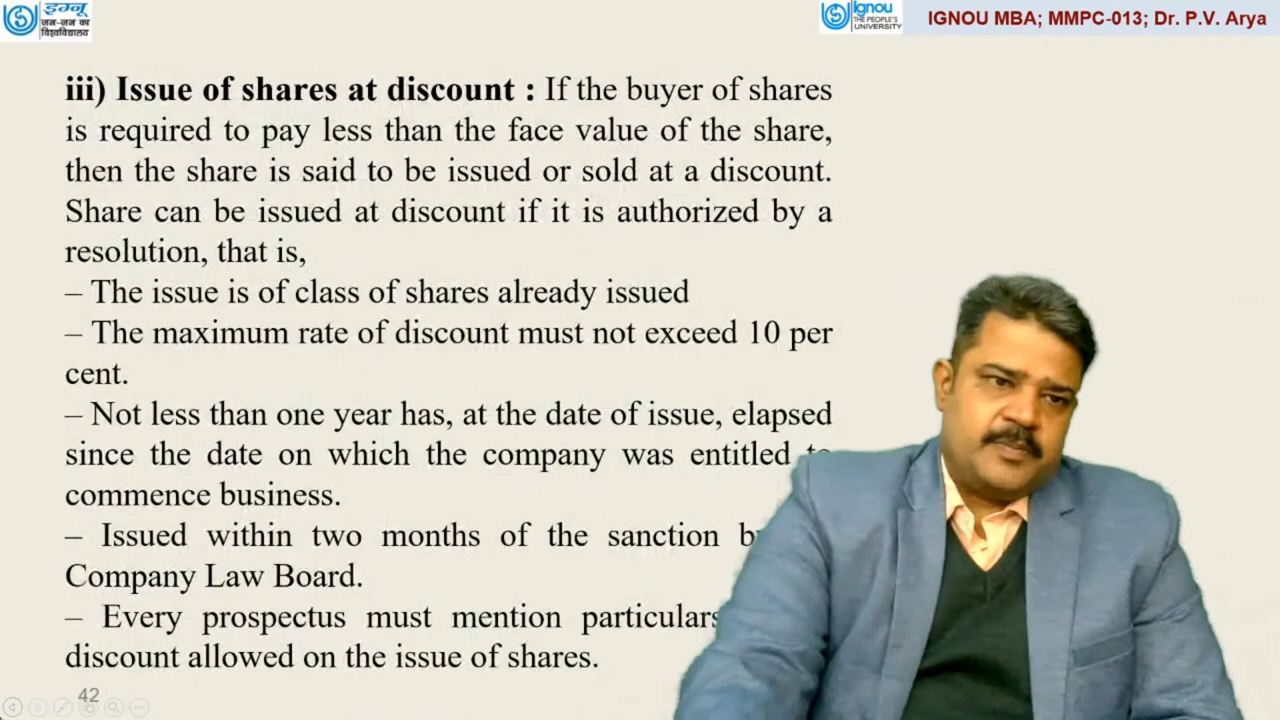 इग्नू
जन-जन का
विश्वविद्यालय
ignou
THE PEOPLE'S
UNIVERSITY
IGNOU MBA; MMPC-013; Dr. P.V. Arya
iii) Issue of shares at discount : If the buyer of shares
is required to pay less than the face value of the share,
then the share is said to be issued or sold at a discount.
Share can be issued at discount if it is authorized by a
resolution, that is,
– The issue is of class of shares already issued
– The maximum rate of discount must not exceed 10 per
cent.
– Not less than one year has, at the date of issue, elapsed
since the date on which the company was entitled
commence business.
– Issued within two months of the sanction
Company Law Board.
– Every prospectus must mention particulars
discount allowed on the issue of shares.
42